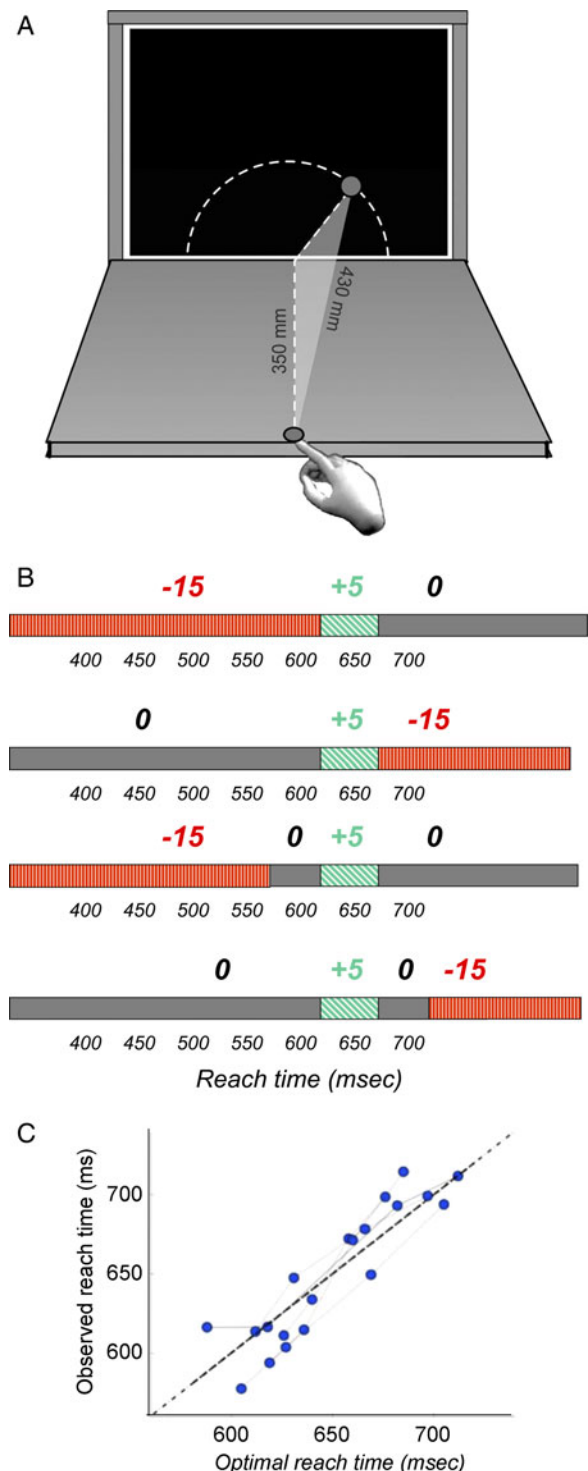 A
430 mm
350 mm
B
-15 +5 0
400 450 500 550 600 650 700
0 +5 -15
400 450 500 550 600 650 700
-15 0 +5 0
400 450 500 550 600 650 700
0 +5 0 -15
400 450 500 550 600 650 700
Reach time (msec)
C
Observed reach time (ms)
700
650
600
600 650 700
Optimal reach time (msec)